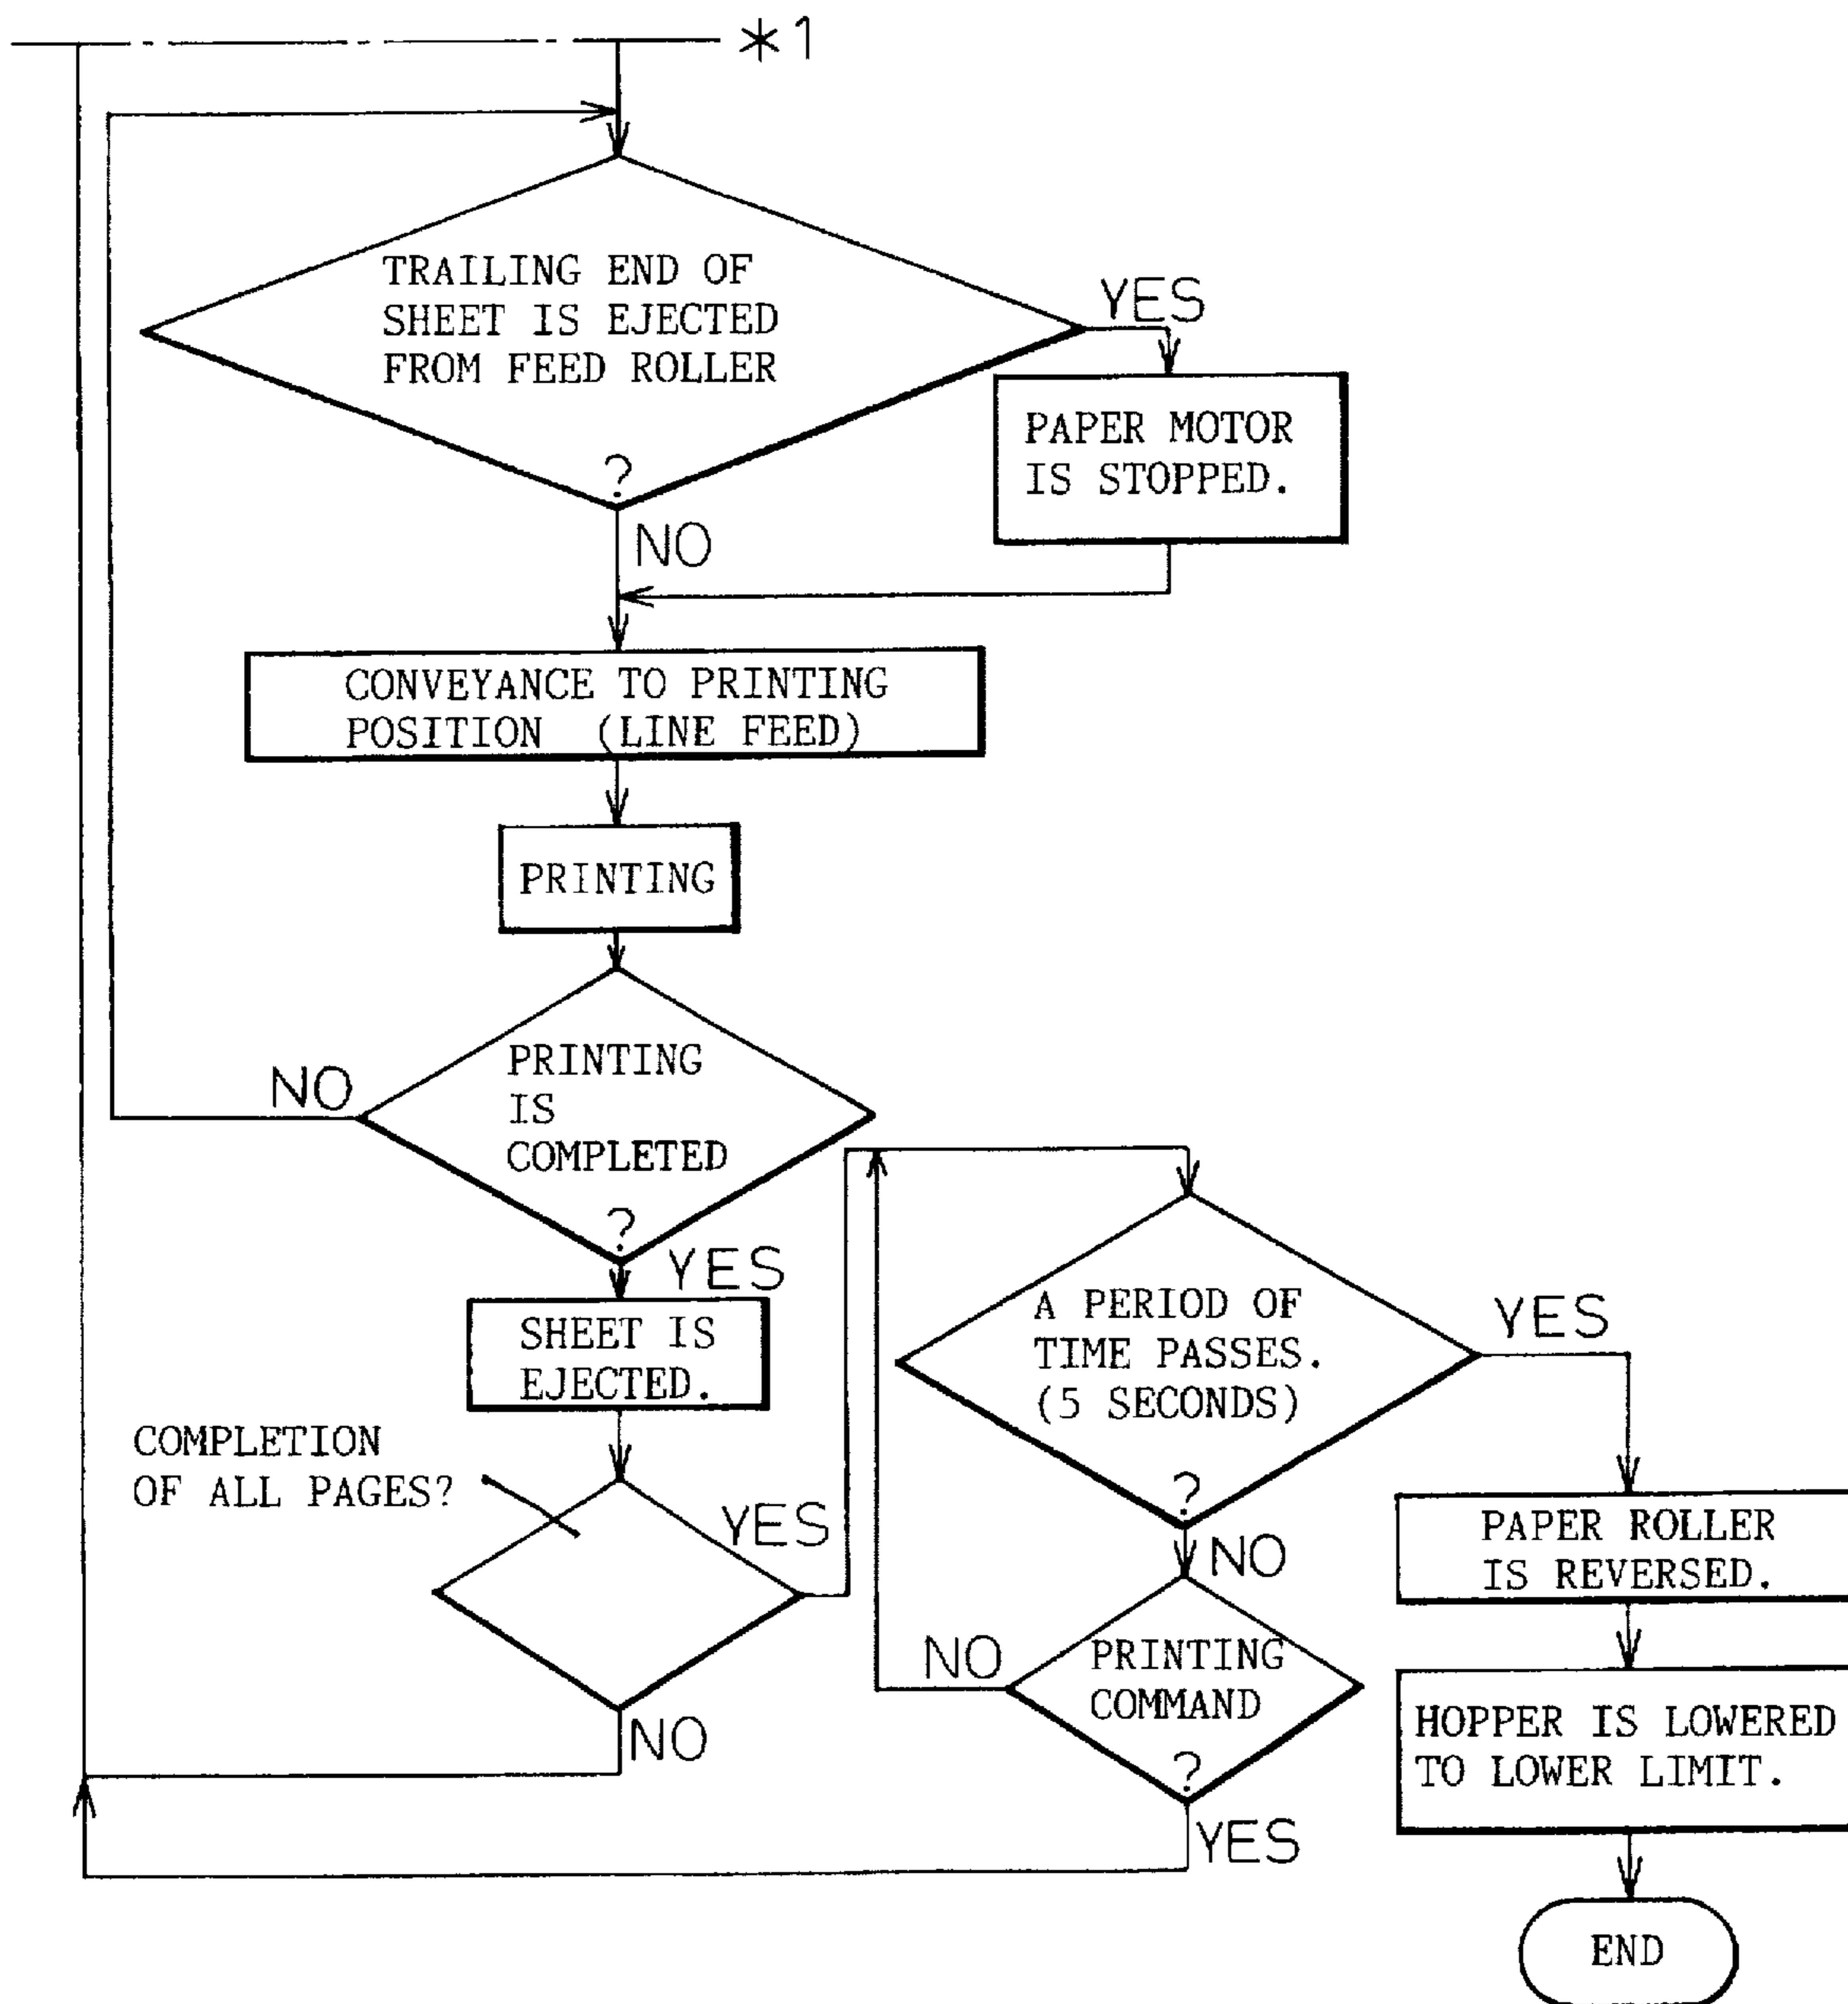 *1
TRAILING END OF
SHEET IS EJECTED
FROM FEED ROLLER
?
YES
PAPER MOTOR
IS STOPPED.
NO
CONVEYANCE TO PRINTING
POSITION (LINE FEED)
PRINTING
PRINTING
IS
COMPLETED
?
NO
YES
SHEET IS
EJECTED.
COMPLETION
OF ALL PAGES?
YES
NO
A PERIOD OF
TIME PASSES.
(5 SECONDS)
?
YES
NO
PRINTING
COMMAND
?
NO
YES
PAPER ROLLER
IS REVERSED.
HOPPER IS LOWERED
TO LOWER LIMIT.
END